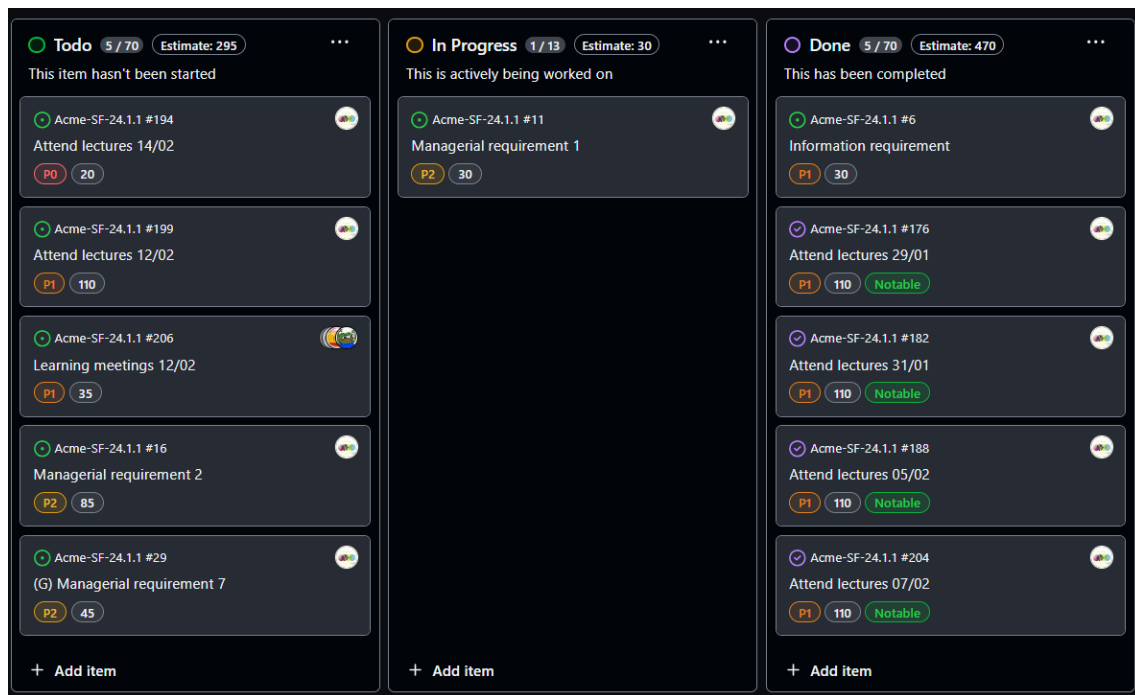 Todo 5 / 70 Estimate: 295
This item hasn't been started
Acme-SF-24.1.1 #194
Attend lectures 14/02
P0 20
Acme-SF-24.1.1 #199
Attend lectures 12/02
P1 110
Acme-SF-24.1.1 #206
Learning meetings 12/02
P1 35
Acme-SF-24.1.1 #16
Managerial requirement 2
P2 85
Acme-SF-24.1.1 #29
(G) Managerial requirement 7
P2 45
+ Add item
In Progress 1 / 13 Estimate: 30
This is actively being worked on
Acme-SF-24.1.1 #11
Managerial requirement 1
P2 30
+ Add item
Done 5 / 70 Estimate: 470
This has been completed
Acme-SF-24.1.1 #6
Information requirement
P1 30
Acme-SF-24.1.1 #176
Attend lectures 29/01
P1 110 Notable
Acme-SF-24.1.1 #182
Attend lectures 31/01
P1 110 Notable
Acme-SF-24.1.1 #188
Attend lectures 05/02
P1 110 Notable
Acme-SF-24.1.1 #204
Attend lectures 07/02
P1 110 Notable
+ Add item